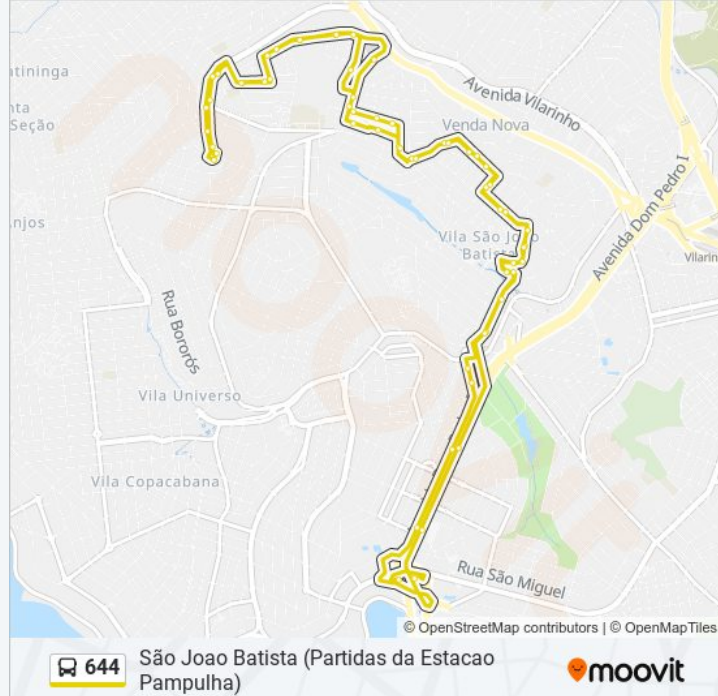 atininga
nta
Seção
Avenida Vilarinho
Venda Nova
Avenida Dom Pedro I
njos
Vila São João
Batista
Vilarin
Rua Bororós
Vila Universo
Vila Copacabana
Rua São Miguel
© OpenStreetMap contributors | © OpenMapTiles
644
São Joao Batista (Partidas da Estacao
Pampulha)
moovit